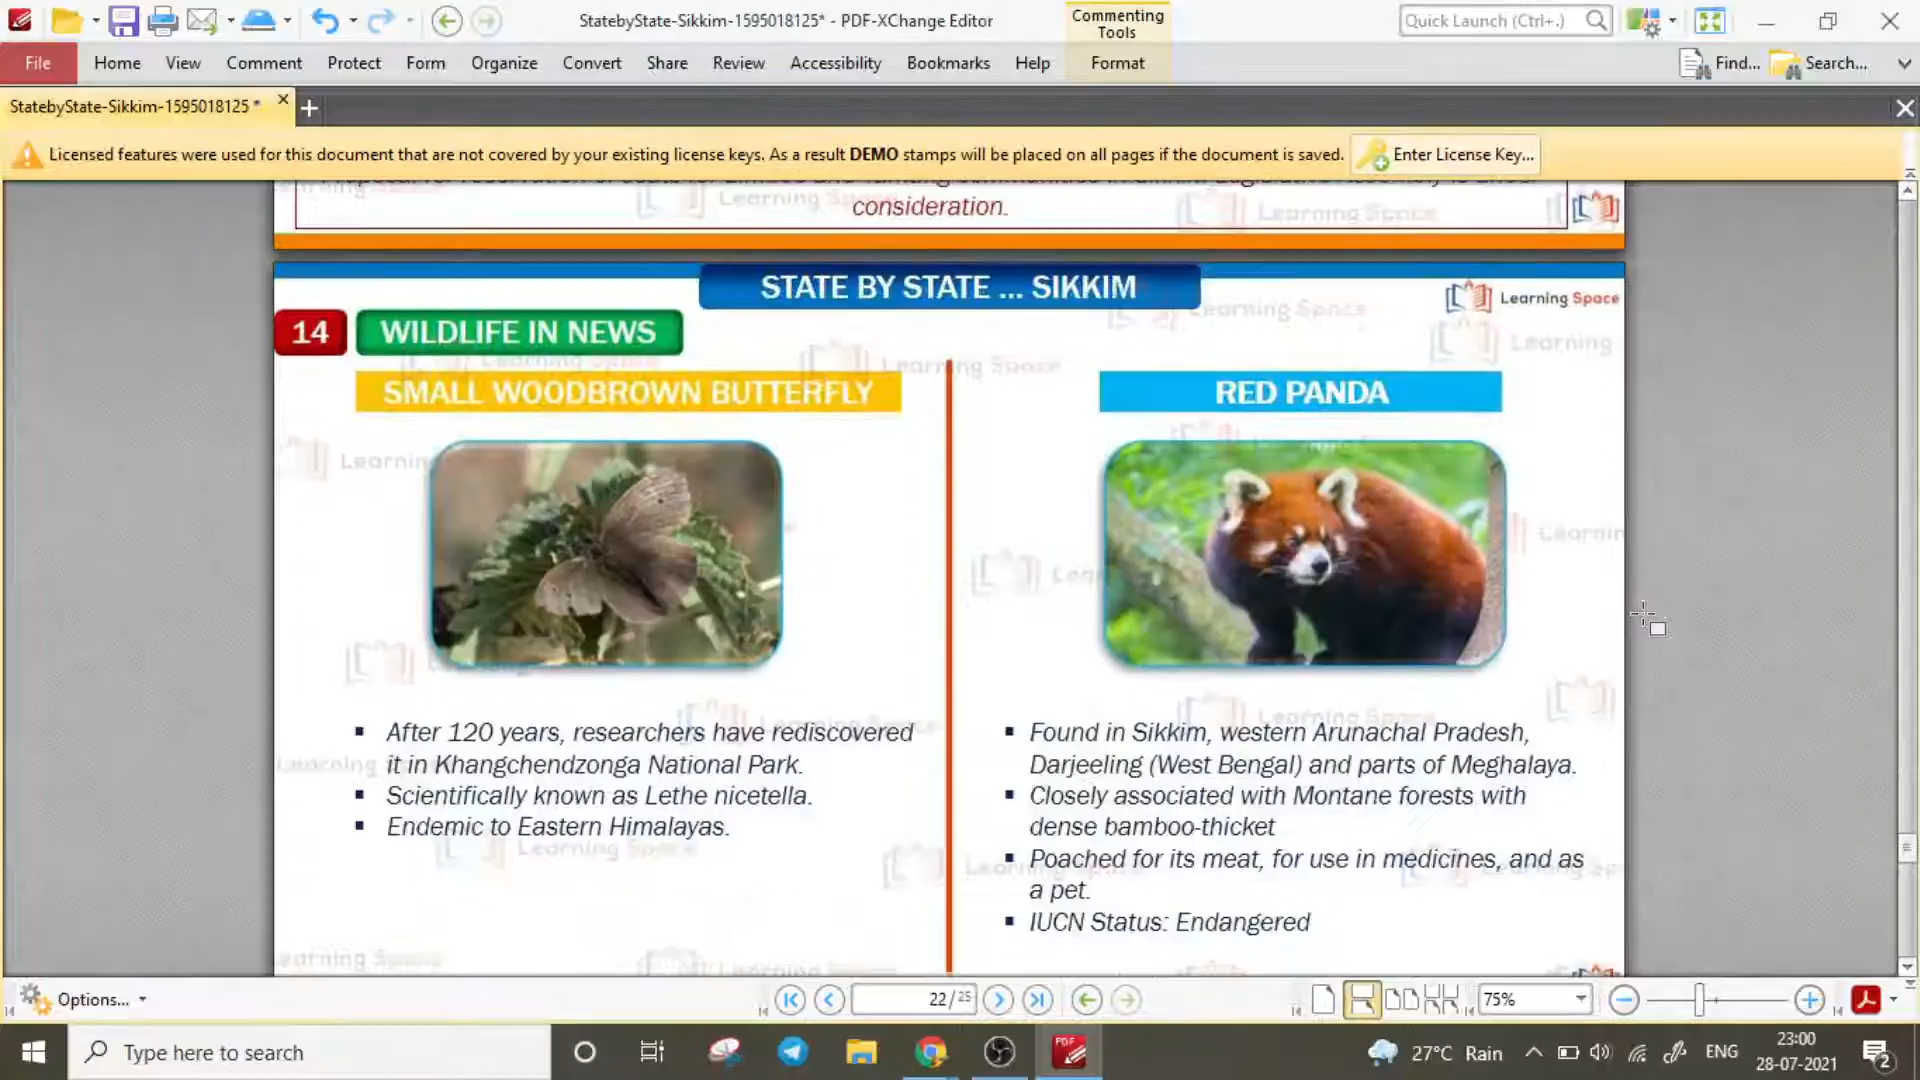 StatebyState-Sikkim-1595018125* - PDF-XChange Editor
Commenting
Tools
Quick Launch (Ctrl+.)
File Home View Comment Protect Form Organize Convert Share Review Accessibility Bookmarks Help Format Find... Search...
StatebyState-Sikkim-1595018125 *
Licensed features were used for this document that are not covered by your existing license keys. As a result DEMO stamps will be placed on all pages if the document is saved. Enter License Key...
consideration.
STATE BY STATE ... SIKKIM
Learning Space
14 WILDLIFE IN NEWS
SMALL WOODBROWN BUTTERFLY
▪ After 120 years, researchers have rediscovered
it in Khangchendzonga National Park.
▪ Scientifically known as Lethe nicetella.
▪ Endemic to Eastern Himalayas.
RED PANDA
▪ Found in Sikkim, western Arunachal Pradesh,
Darjeeling (West Bengal) and parts of Meghalaya.
▪ Closely associated with Montane forests with
dense bamboo-thicket
▪ Poached for its meat, for use in medicines, and as
a pet.
▪ IUCN Status: Endangered
Options... 22 / 25 75%
Type here to search
27°C Rain
ENG
23:00
28-07-2021
2